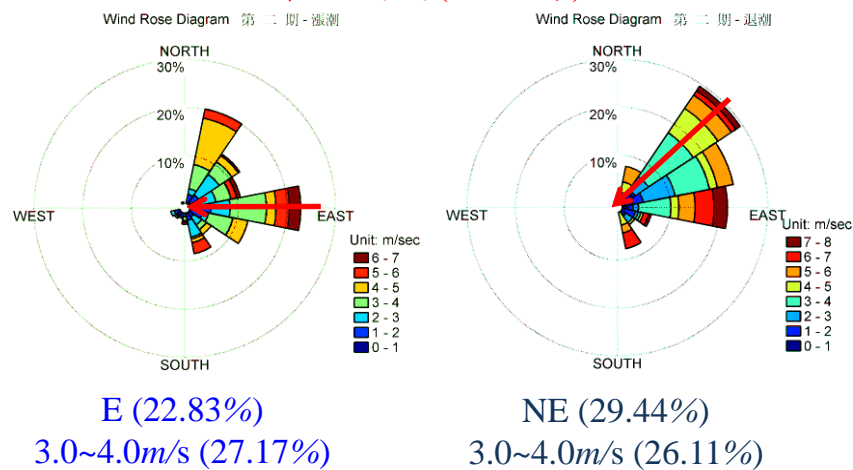 Wind Rose Diagram 第 二 期 - 漲潮
NORTH
30%
20%
10%
WEST
EAST
SOUTH
Unit: m/sec
6 - 7
5 - 6
4 - 5
3 - 4
2 - 3
1 - 2
0 - 1
E (22.83%)
3.0~4.0m/s (27.17%)
Wind Rose Diagram 第 二 期 - 退潮
NORTH
30%
20%
10%
WEST
EAST
SOUTH
Unit: m/sec
7 - 8
6 - 7
5 - 6
4 - 5
3 - 4
2 - 3
1 - 2
0 - 1
NE (29.44%)
3.0~4.0m/s (26.11%)